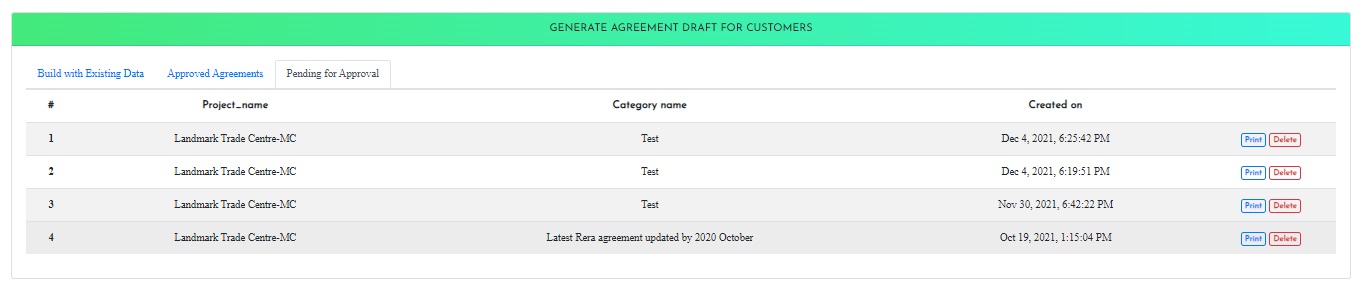 GENERATE AGREEMENT DRAFT FOR CUSTOMERS
Build with Existing Data Approved Agreements Pending for Approval
# Project_name Category name Created on
1 Landmark Trade Centre-MC Test Dec 4, 2021, 6:25:42 PM Print Delete
2 Landmark Trade Centre-MC Test Dec 4, 2021, 6:19:51 PM Print Delete
3 Landmark Trade Centre-MC Test Nov 30, 2021, 6:42:22 PM Print Delete
4 Landmark Trade Centre-MC Latest Rera agreement updated by 2020 October Oct 19, 2021, 1:15:04 PM Print Delete